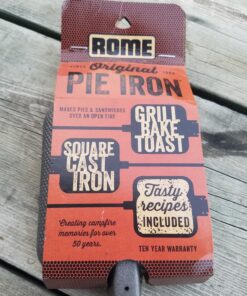 ROME
SINCE 1964
Original
PIE IRON
MAKES PIES & SANDWICHES
OVER AN OPEN FIRE
GRILL
BAKE
TOAST
SQUARE
CAST
IRON
Tasty
recipes
INCLUDED
Creating campfire
memories for over
50 years.
TEN YEAR WARRANTY